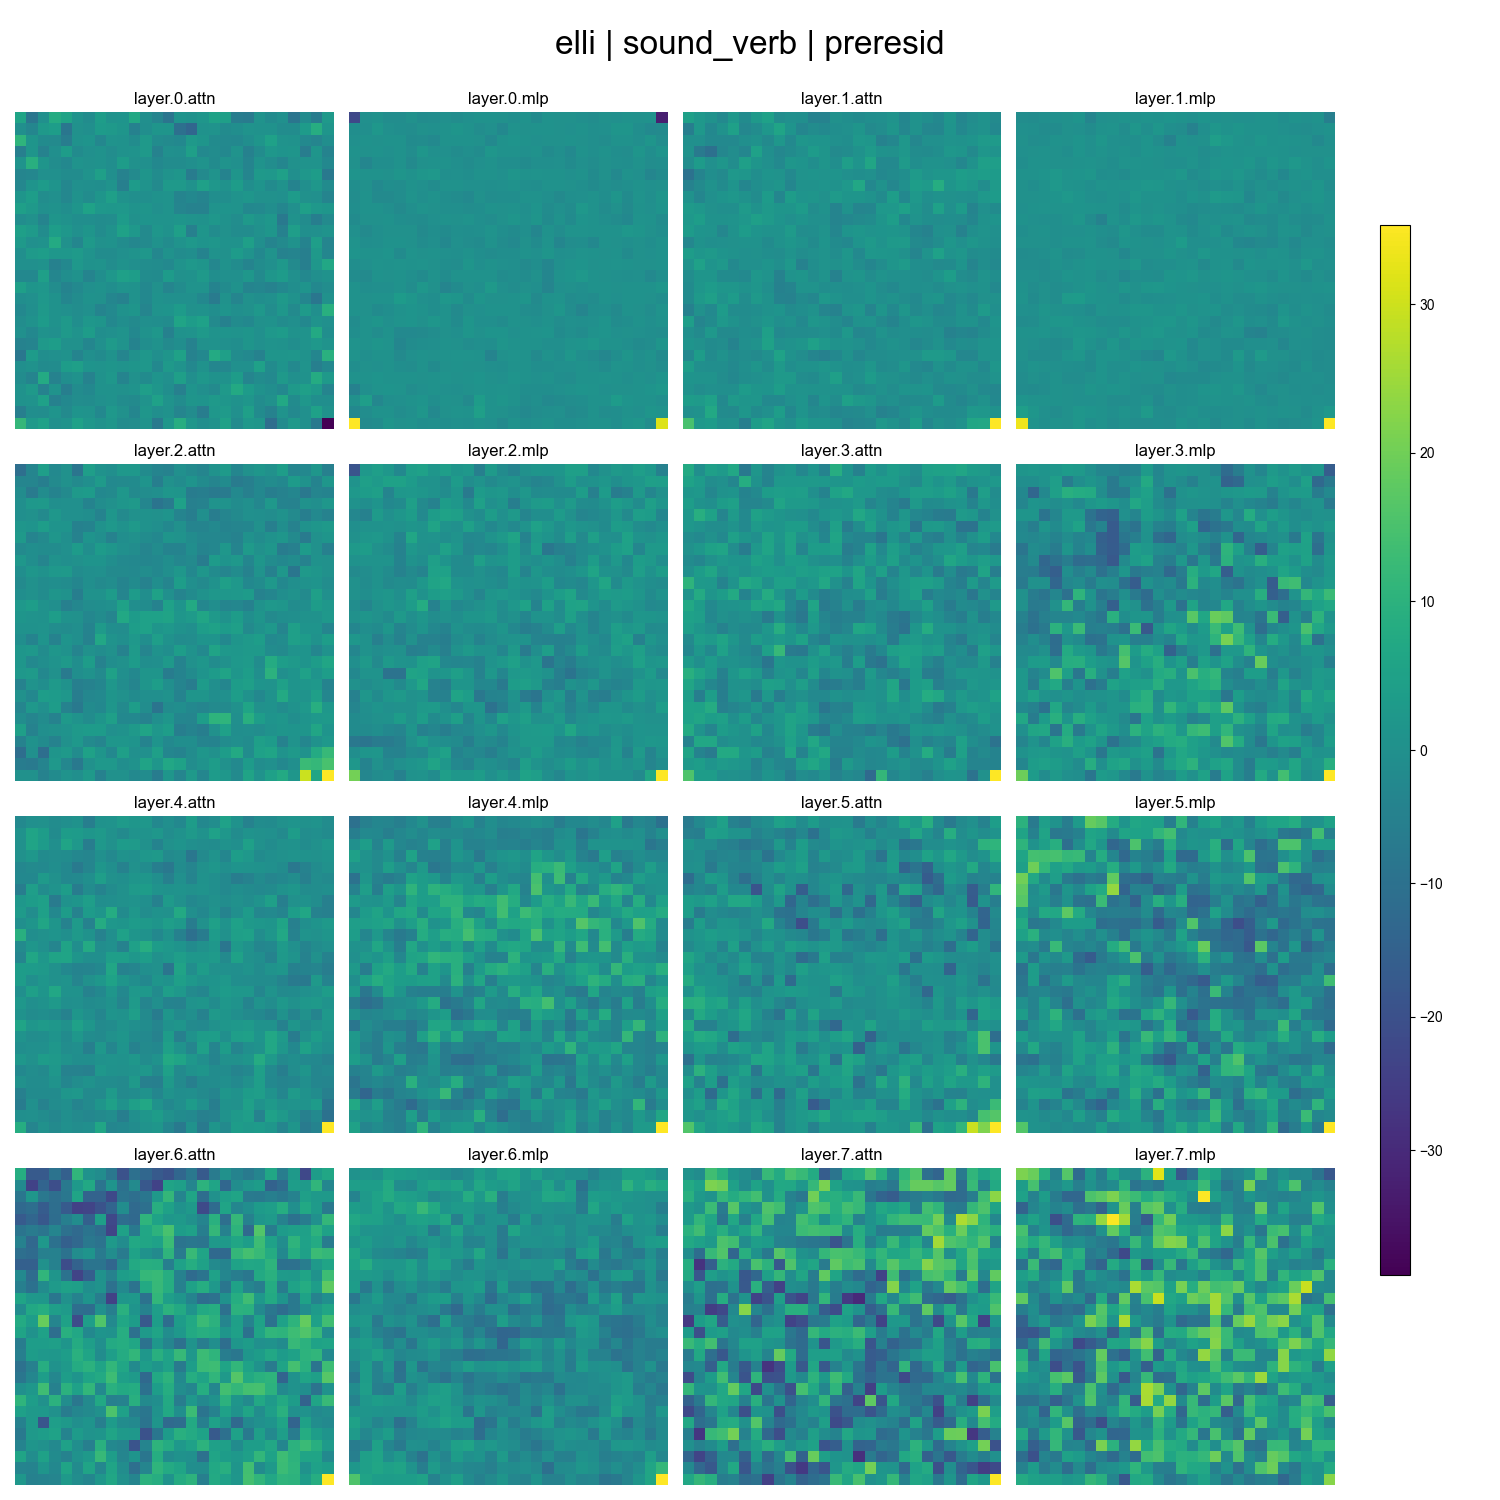 elli | sound_verb | preresid
layer.0.attn layer.0.mlp layer.1.attn layer.1.mlp
layer.2.attn layer.2.mlp layer.3.attn layer.3.mlp
layer.4.attn layer.4.mlp layer.5.attn layer.5.mlp
layer.6.attn layer.6.mlp layer.7.attn layer.7.mlp
30
20
10
0
−10
−20
−30